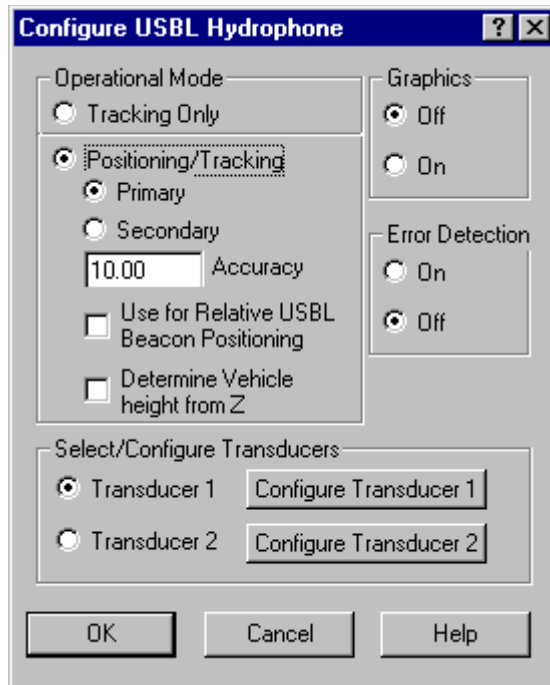 Configure USBL Hydrophone
Operational Mode
Tracking Only
Positioning/Tracking
Primary
Secondary
10.00 Accuracy
Use for Relative USBL
Beacon Positioning
Determine Vehicle
height from Z
Graphics
Off
On
Error Detection
On
Off
Select/Configure Transducers
Transducer 1 Configure Transducer 1
Transducer 2 Configure Transducer 2
OK Cancel Help